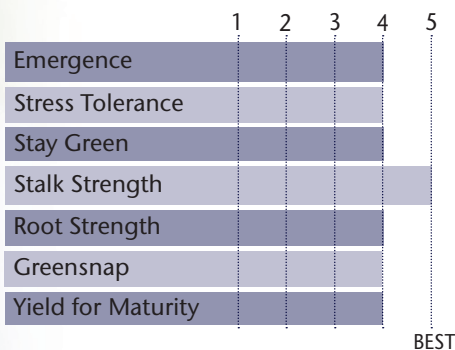 1 2 3 4 5
Emergence
Stress Tolerance
Stay Green
Stalk Strength
Root Strength
Greensnap
Yield for Maturity
BEST